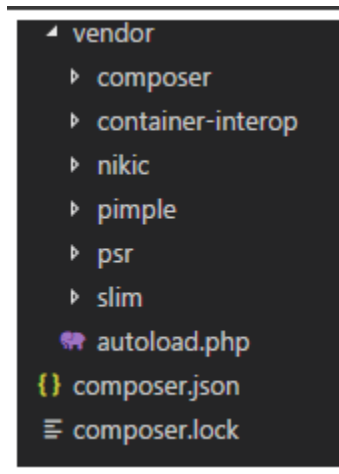 vendor
composer
container-interop
nikic
pimple
psr
slim
autoload.php
composer.json
composer.lock